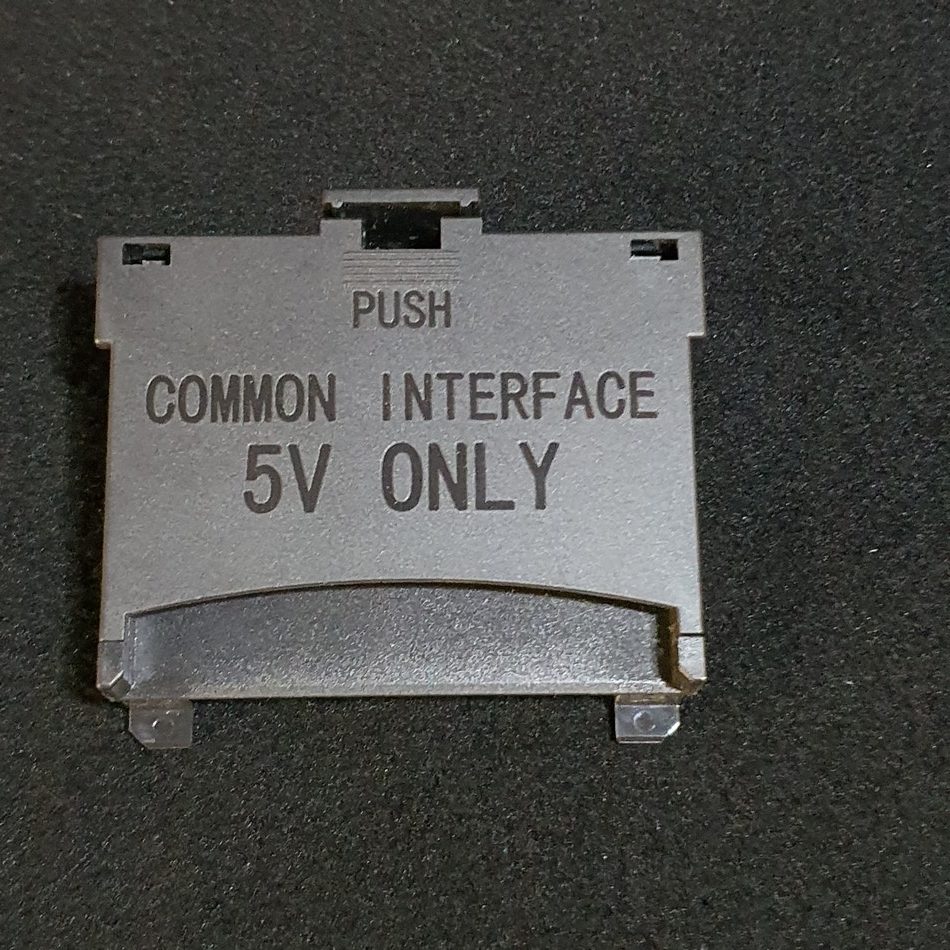 PUSH
COMMON INTERFACE
5V ONLY